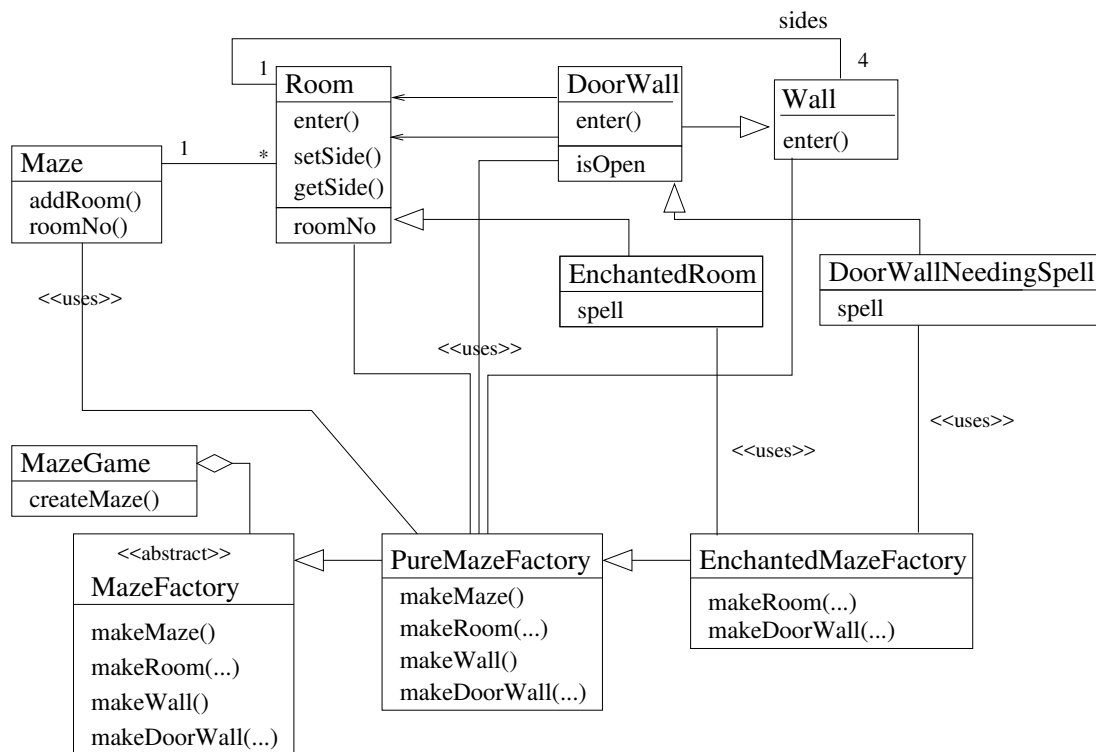 sides
1
4
Room
enter()
setSide()
getSide()
roomNo
DoorWall
enter()
isOpen
Wall
enter()
1
*
Maze
addRoom()
roomNo()
<<uses>>
EnchantedRoom
spell
DoorWallNeedingSpell
spell
<<uses>>
<<uses>>
<<uses>>
MazeGame
createMaze()
<<abstract>>
MazeFactory
makeMaze()
makeRoom(...)
makeWall()
makeDoorWall(...)
PureMazeFactory
makeMaze()
makeRoom(...)
makeWall()
makeDoorWall(...)
EnchantedMazeFactory
makeRoom(...)
makeDoorWall(...)